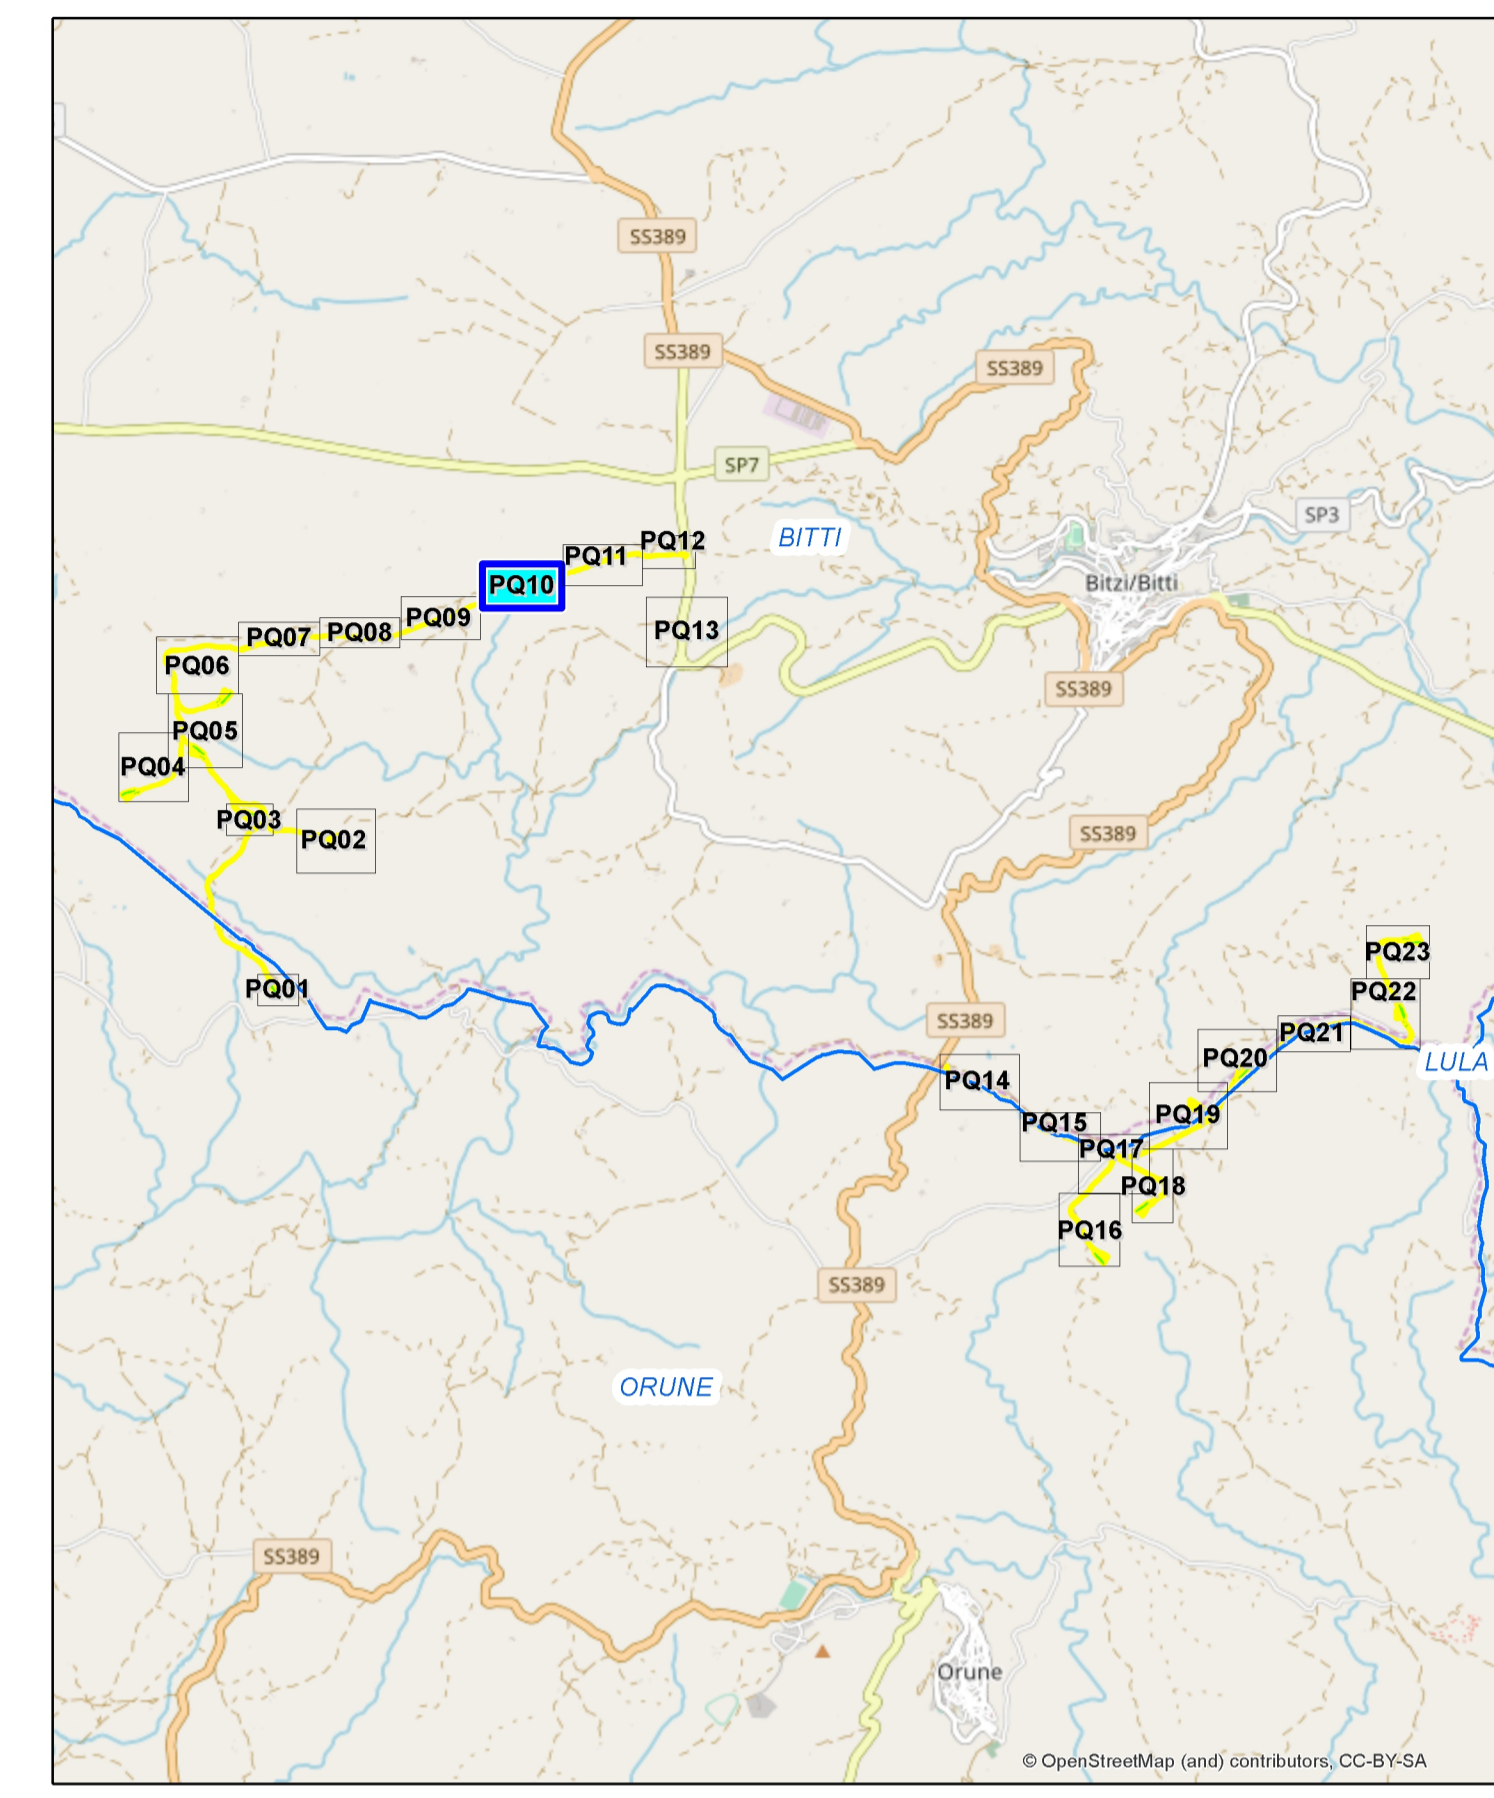 SS389
SS389
SS389
SP7
SP3
BITTI
PQ12
PQ11
Bitzi/Bitti
PQ10
PQ09
PQ13
PQ08
PQ07
PQ06
SS389
PQ05
PQ04
PQ03
SS389
PQ02
PQ23
PQ01
PQ22
SS389
PQ21
PQ20
LULA
PQ14
PQ19
PQ15
PQ17
PQ18
PQ16
SS389
ORUNE
SS389
Orune
© OpenStreetMap (and) contributors, CC-BY-SA